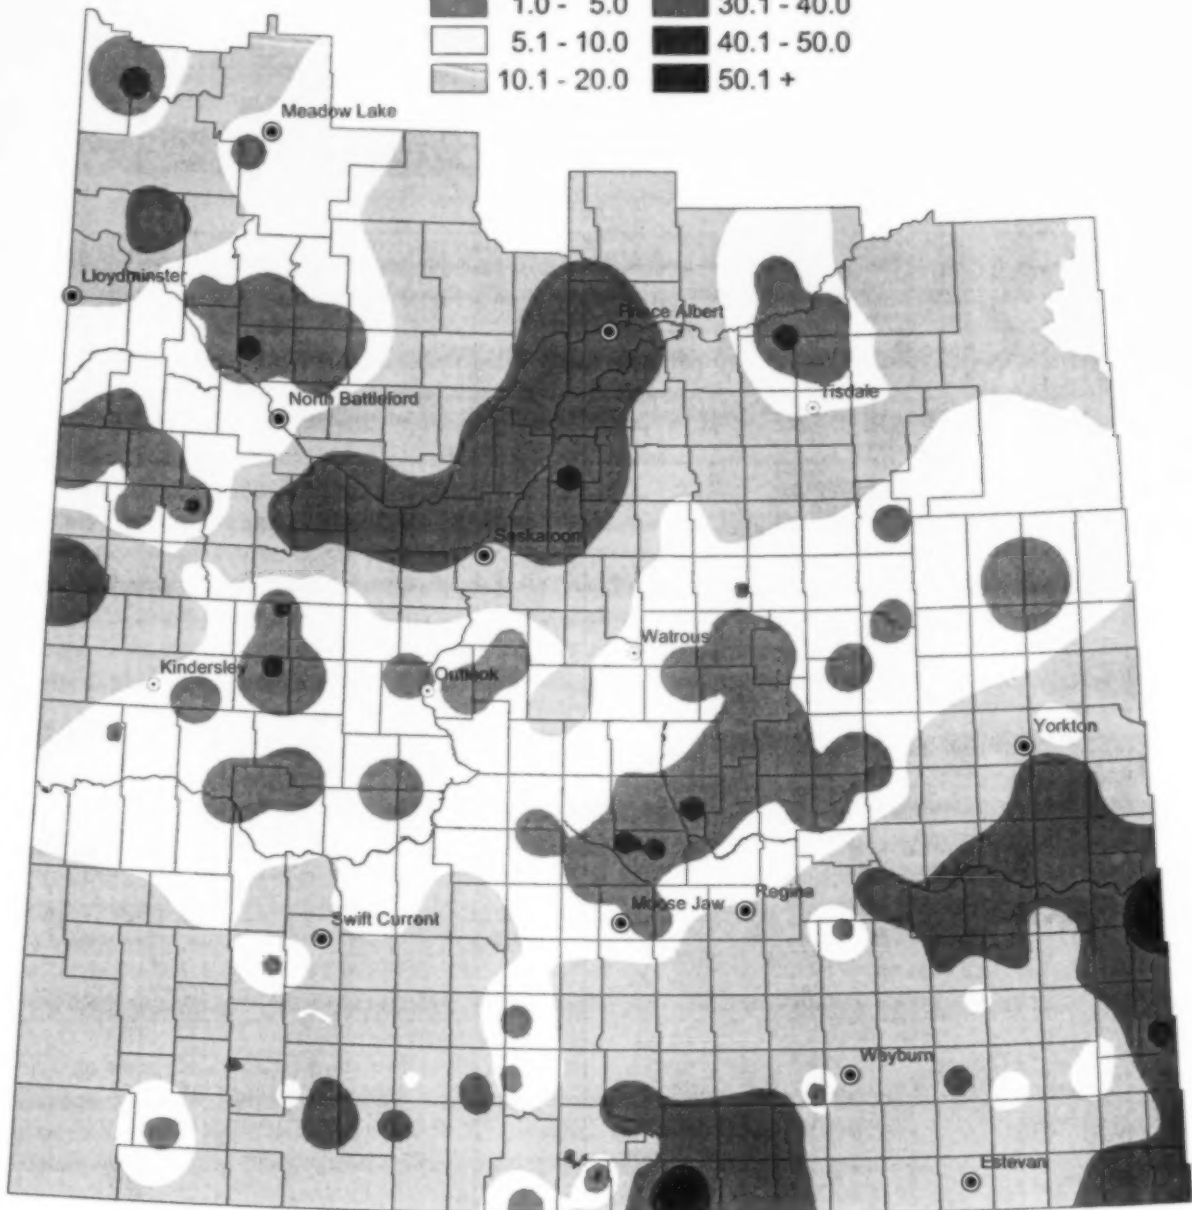 1.0 - 5.0 30.1 - 40.0
5.1 - 10.0 40.1 - 50.0
10.1 - 20.0 50.1 +
Meadow Lake
Lloydminster
Prince Albert
Tisdale
North Battleford
Saskatoon
Watrous
Kindersley
Outlook
Yorkton
Moose Jaw
Regina
Swift Current
Weyburn
Estevan